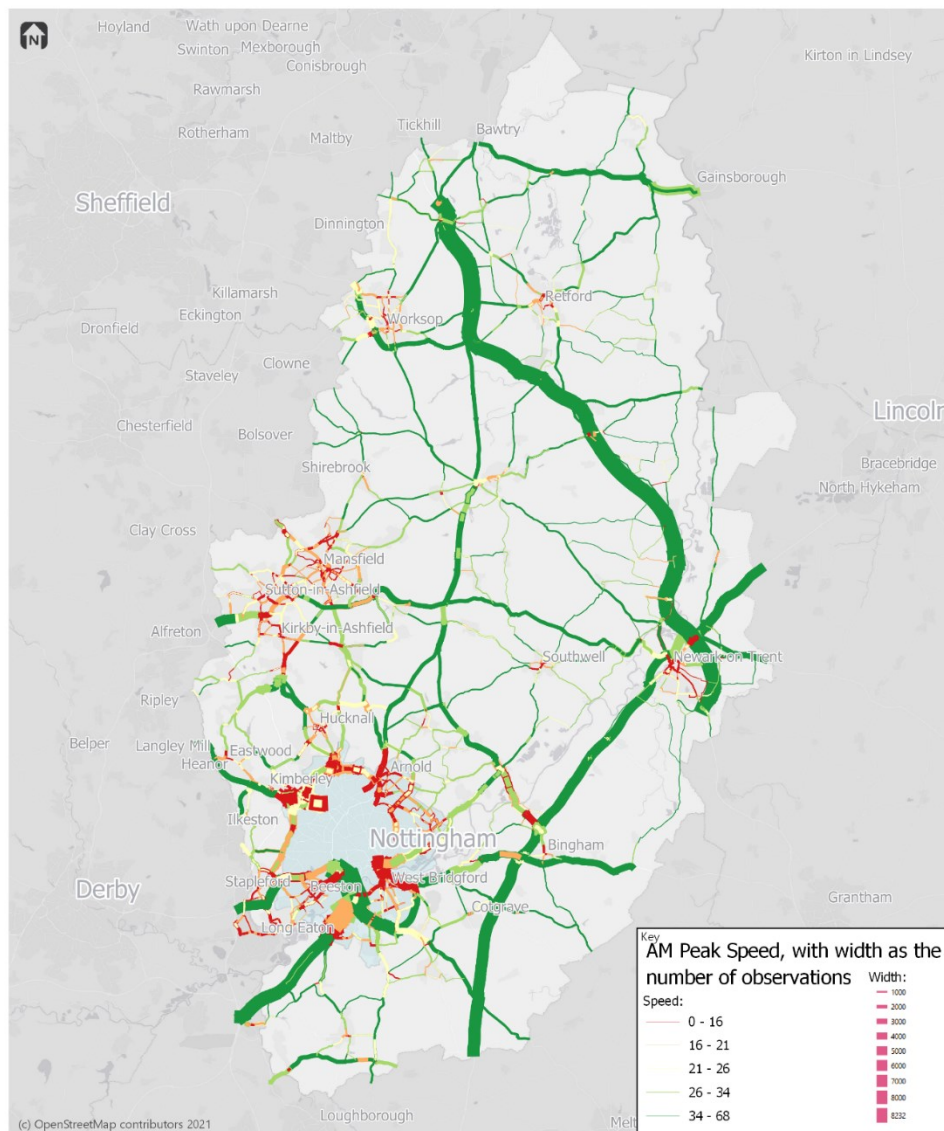 N
Hoyland
Wath upon Dearne
Swinton
Mexborough
Conisbrough
Kirton in Lindsey
Rawmarsh
Rotherham
Maltby
Tickhill
Bawtry
Gainsborough
Sheffield
Dinnington
Killamarsh
Eckington
Retford
Worksop
Dronfield
Clowne
Staveley
Lincoln
Chesterfield
Bolsover
Bracebridge
Shirebrook
North Hykeham
Clay Cross
Mansfield
Sutton-in-Ashfield
Alfreton
Kirkby-in-Ashfield
Southwell
Newark on Trent
Ripley
Hucknall
Belper
Langley Mill
Eastwood
Heanor
Arnold
Kimberley
Ilkeston
Nottingham
Bingham
Derby
Stapleford
Beeston
West Bridgford
Grantham
Cotgrave
Long Eaton
Key
AM Peak Speed, with width as the
number of observations
Speed:
0 - 16
16 - 21
21 - 26
26 - 34
34 - 68
Width:
1000
2000
3000
4000
5000
6000
7000
8000
8232
Loughborough
(c) OpenStreetMap contributors 2021